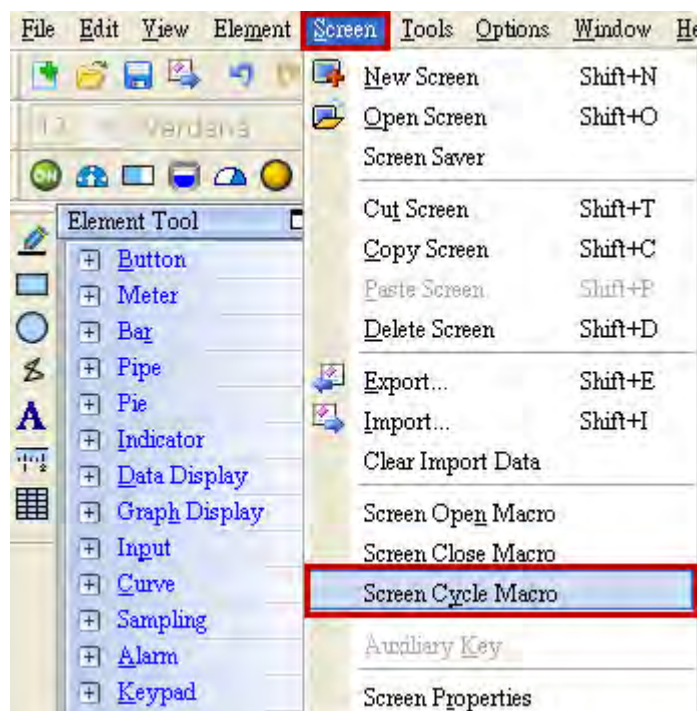 File Edit View Element Screen Tools Options Window He
New Screen Shift+N
Open Screen Shift+O
12 Verdana
Screen Saver
ON
Cut Screen Shift+T
Element Tool
Copy Screen Shift+C
Button
Paste Screen Shift+P
Meter
Delete Screen Shift+D
Bar
Pipe
Export... Shift+E
Pie
A
Import... Shift+I
Indicator
Clear Import Data
Data Display
Graph Display
Screen Open Macro
Input
Screen Close Macro
Curve
Screen Cycle Macro
Sampling
Alarm
Auxiliary Key
Keypad
Screen Properties